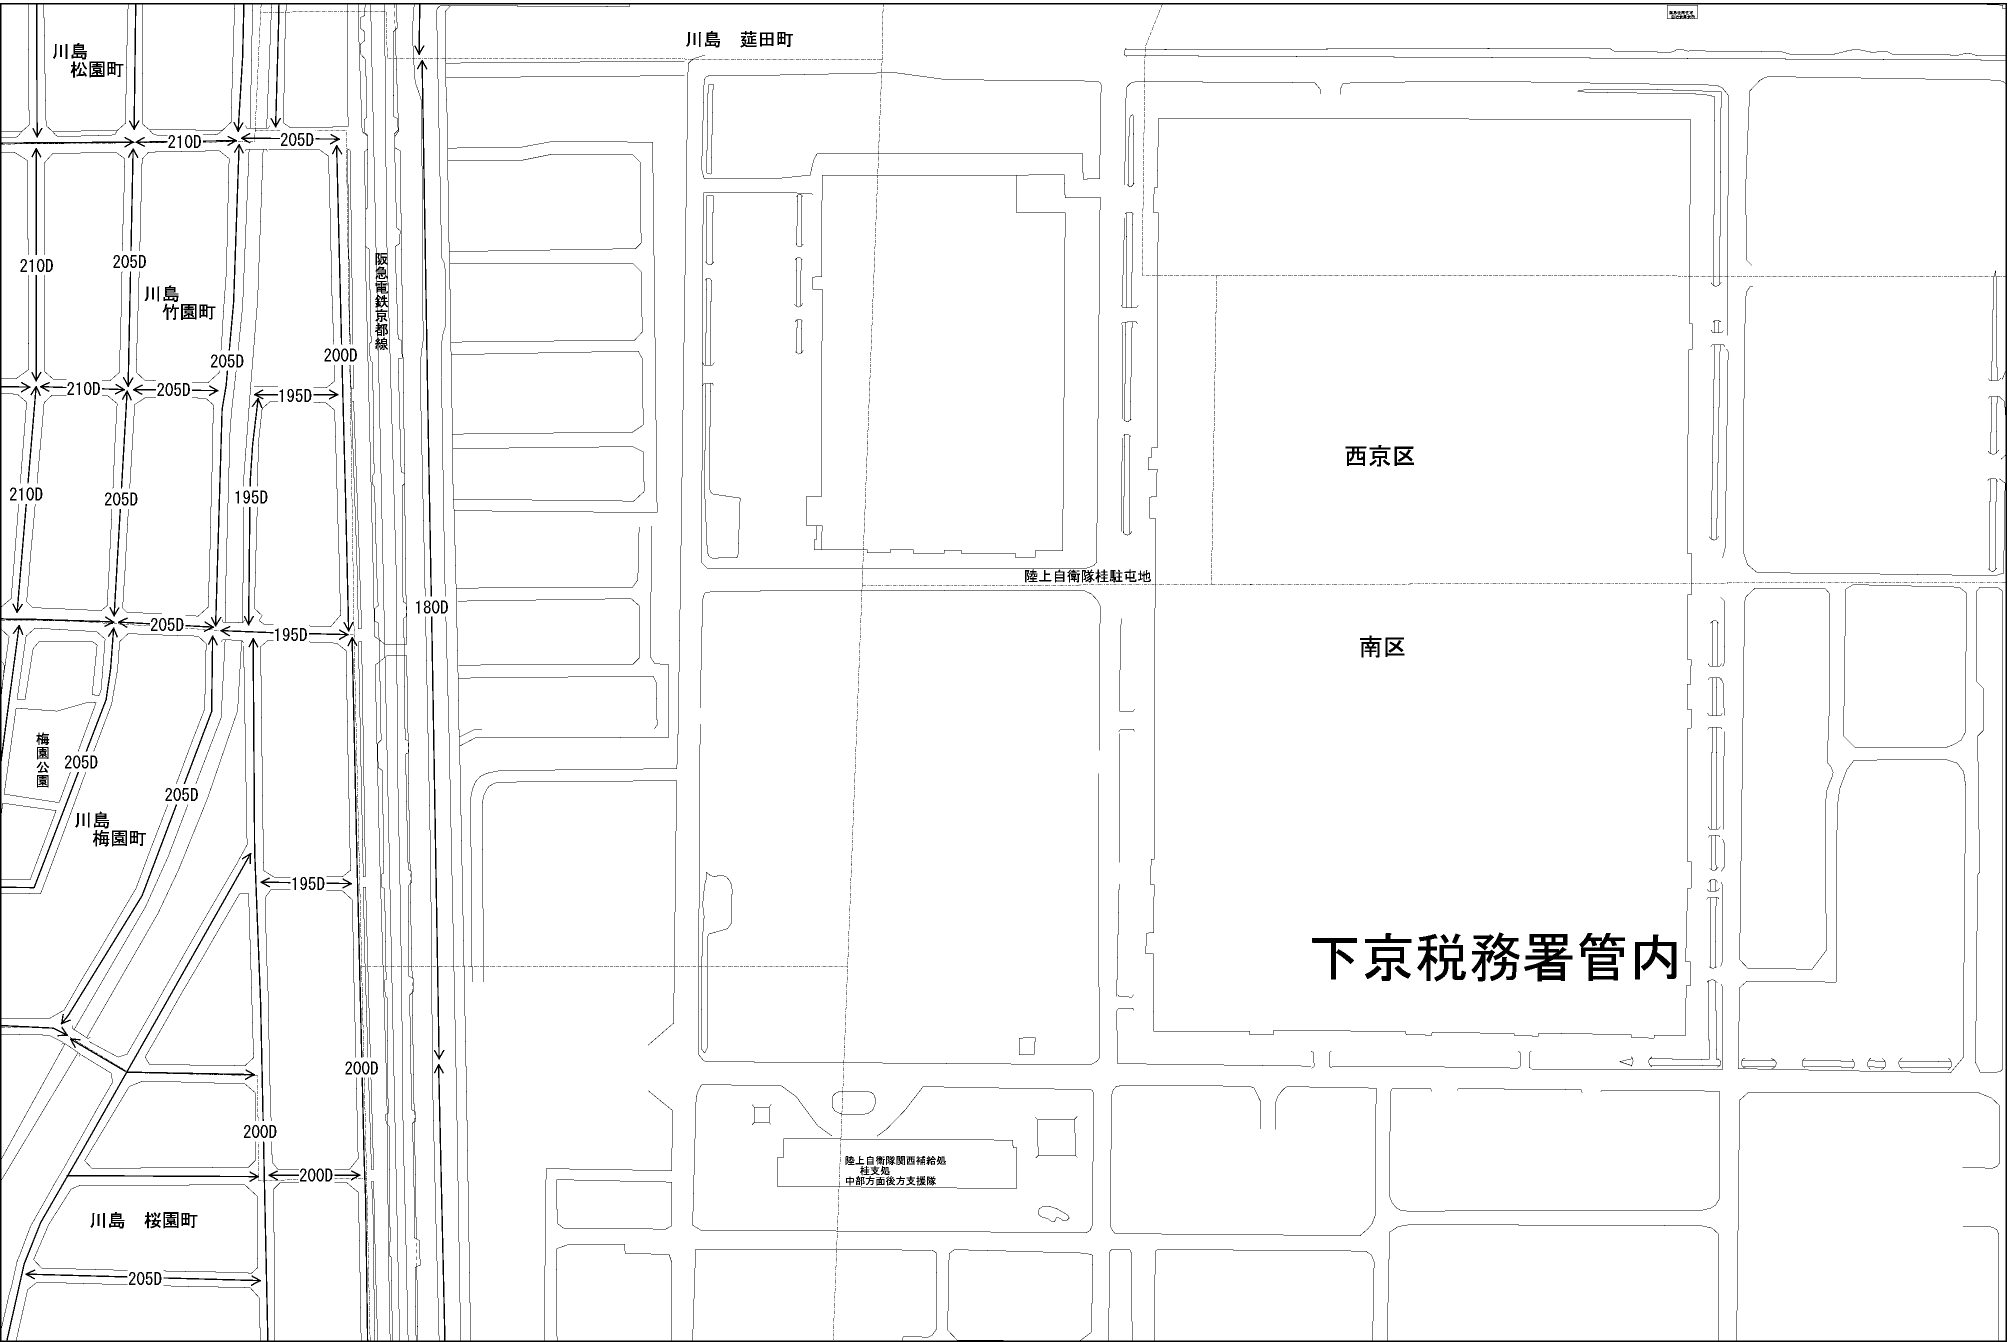 川島
松園町
川島　莚田町
210D
205D
210D
205D
川島
竹園町
阪急電鉄京都線
205D
200D
210D
205D
195D
210D
205D
195D
西京区
陸上自衛隊桂駐屯地
180D
205D
195D
南区
梅園公園
205D
205D
川島
梅園町
195D
下京税務署管内
200D
200D
200D
陸上自衛隊関西補給処
桂支処
中部方面後方支援隊
川島　桜園町
205D